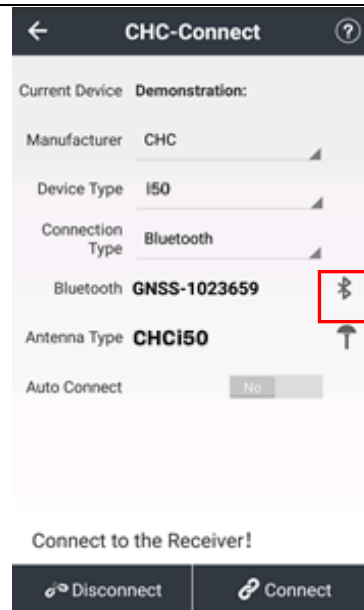 CHC-Connect ?
Current Device Demonstration:
Manufacturer CHC
Device Type I50
Connection
Type Bluetooth
Bluetooth GNSS-1023659
Antenna Type CHCi50
Auto Connect No
Connect to the Receiver!
Disconnect Connect